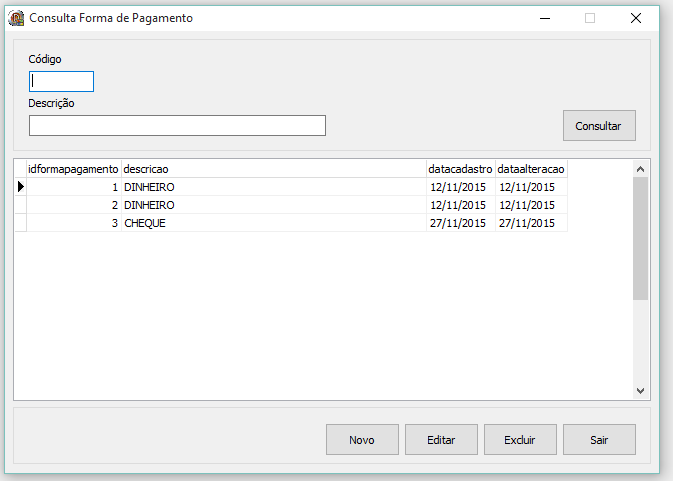 Consulta Forma de Pagamento
Código
Descrição
Consultar
idformapagamento descricao datacadastro dataalteracao
1 DINHEIRO 12/11/2015 12/11/2015
2 DINHEIRO 12/11/2015 12/11/2015
3 CHEQUE 27/11/2015 27/11/2015
Novo Editar Excluir Sair